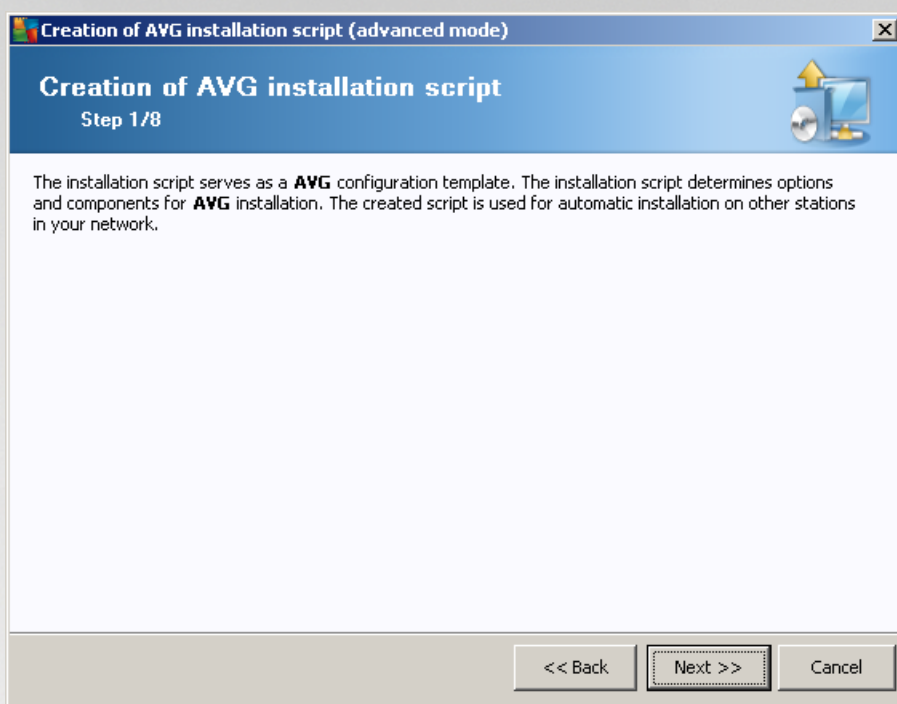 Creation of AVG installation script (advanced mode)
Creation of AVG installation script
Step 1/8
The installation script serves as a AVG configuration template. The installation script determines options
and components for AVG installation. The created script is used for automatic installation on other stations
in your network.
<< Back
Next >>
Cancel